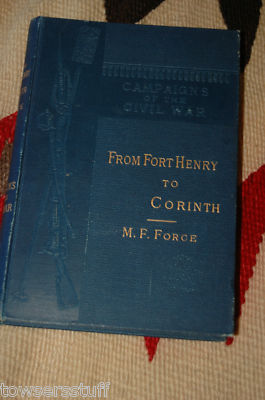 CAMPAIGNS
OF THE
CIVIL WAR
FROM FORT HENRY
TO
CORINTH
M. F. FORCE
towsersstuff